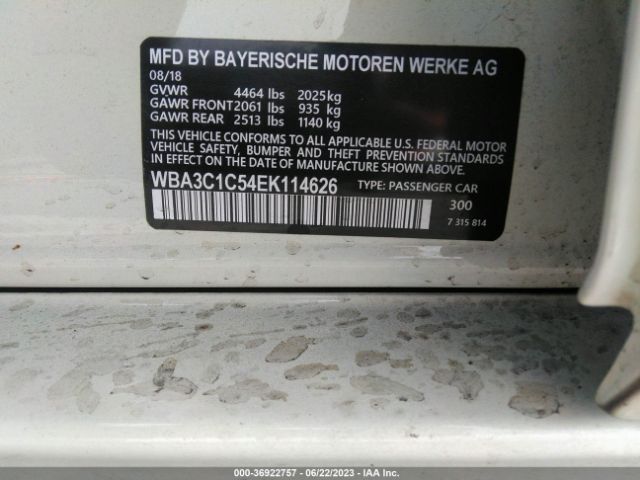 MFD BY BAYERISCHE MOTOREN WERKE AG
08/18
GVWR 4464 lbs 2025kg
GAWR FRONT2061 lbs 935 kg
GAWR REAR 2513 lbs 1140 kg
THIS VEHICLE CONFORMS TO ALL APPLICABLE U.S. FEDERAL MOTOR
VEHICLE SAFETY, BUMPER AND THEFT PREVENTION STANDARDS IN
EFFECT ON THE DATE OF MANUFACTURE SHOWN ABOVE.
WBA3C1C54EK114626 TYPE: PASSENGER CAR
300
7 315 814
000-36922757 - 06/22/2023 - IAAI.COM